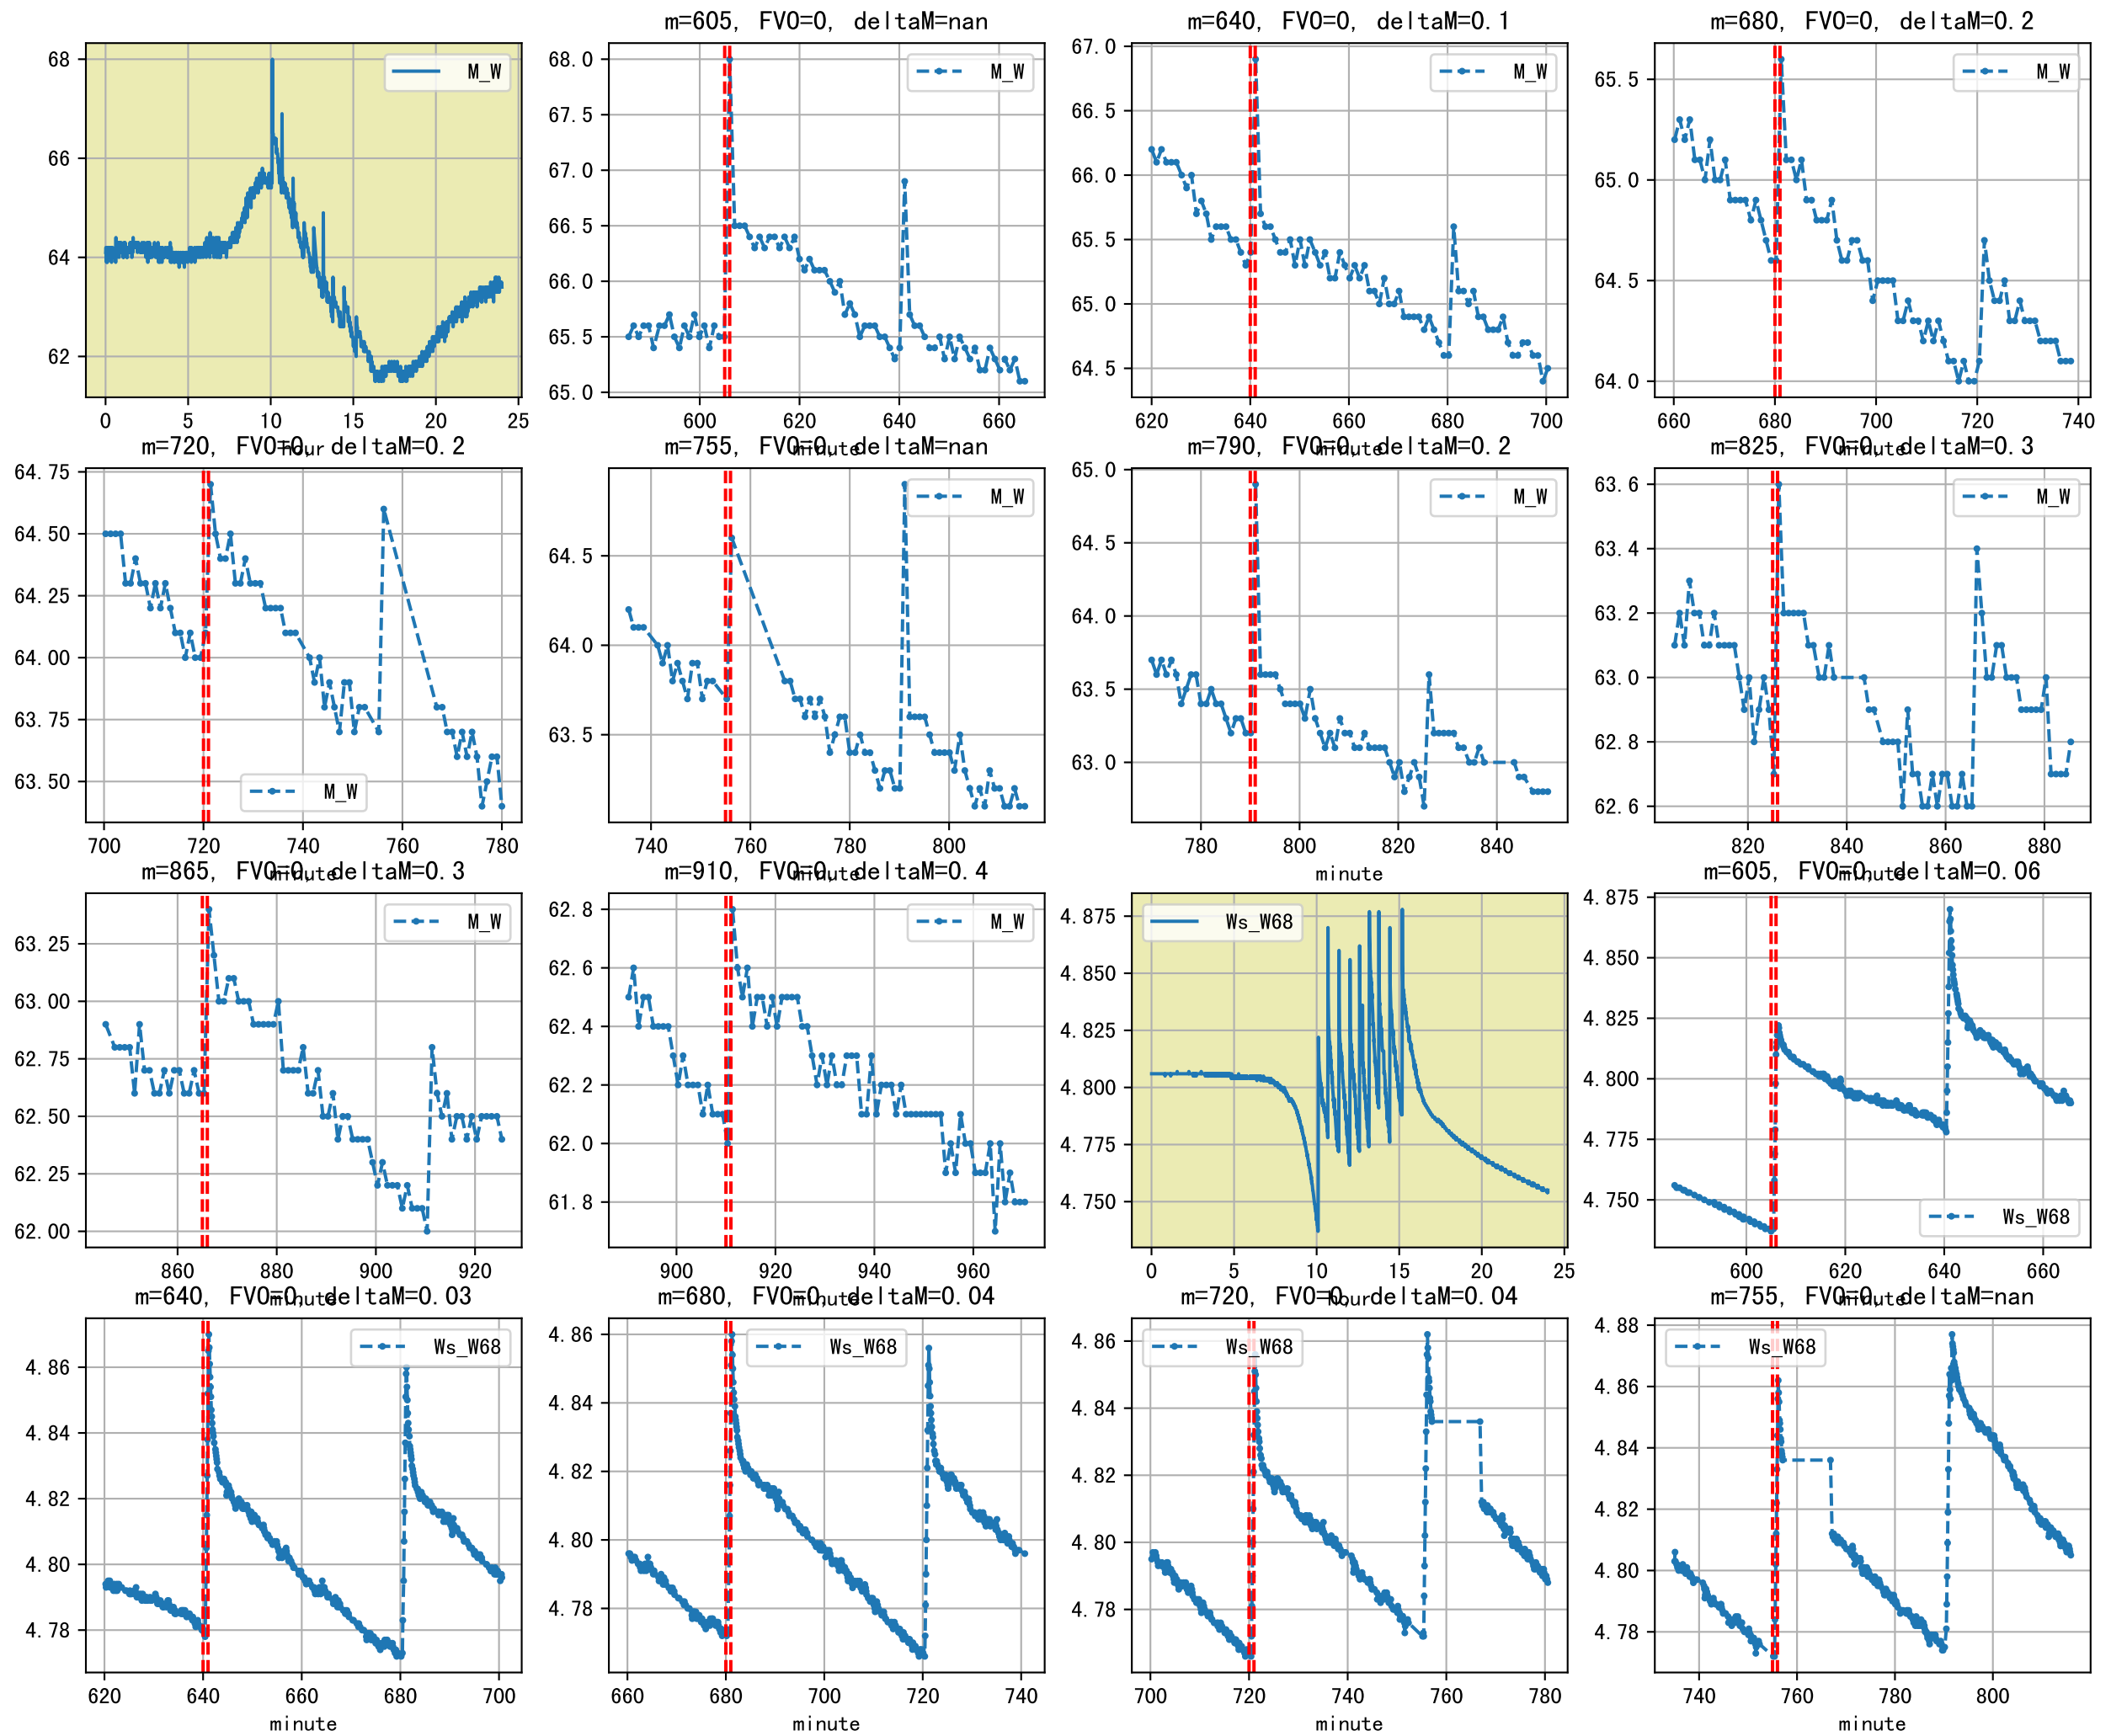 m=605, FVO=0, deltaM=nan
m=640, FVO=0, deltaM=0.1
m=680, FVO=0, deltaM=0.2
M_W
M_W
M_W
M_W
68
66
64
62
68.0
67.5
67.0
66.5
66.0
65.5
65.0
67.0
66.5
66.0
65.5
65.0
64.5
65.5
65.0
64.5
64.0
0 5 10 15 20 25
600 620 640 660
620 640 660 680 700
660 680 700 720 740
hour
minute
minute
minute
m=720, FVO=0, deltaM=0.2
m=755, FVO=0, deltaM=nan
m=790, FVO=0, deltaM=0.2
m=825, FVO=0, deltaM=0.3
M_W
M_W
M_W
M_W
64.75
64.50
64.25
64.00
63.75
63.50
64.5
64.0
63.5
65.0
64.5
64.0
63.5
63.0
63.6
63.4
63.2
63.0
62.8
62.6
700 720 740 760 780
740 760 780 800
780 800 820 840
820 840 860 880
minute
minute
minute
minute
m=865, FVO=0, deltaM=0.3
m=910, FVO=0, deltaM=0.4
m=605, FVO=0, deltaM=0.06
M_W
M_W
Ws_W68
Ws_W68
63.25
63.00
62.75
62.50
62.25
62.00
62.8
62.6
62.4
62.2
62.0
61.8
4.875
4.850
4.825
4.800
4.775
4.750
4.875
4.850
4.825
4.800
4.775
4.750
860 880 900 920
900 920 940 960
0 5 10 15 20 25
600 620 640 660
minute
minute
hour
minute
m=640, FVO=0, deltaM=0.03
m=680, FVO=0, deltaM=0.04
m=720, FVO=0, deltaM=0.04
m=755, FVO=0, deltaM=nan
Ws_W68
Ws_W68
Ws_W68
Ws_W68
4.86
4.84
4.82
4.80
4.78
4.86
4.84
4.82
4.80
4.78
4.86
4.84
4.82
4.80
4.78
4.88
4.86
4.84
4.82
4.80
4.78
620 640 660 680 700
660 680 700 720 740
700 720 740 760 780
740 760 780 800
minute
minute
minute
minute